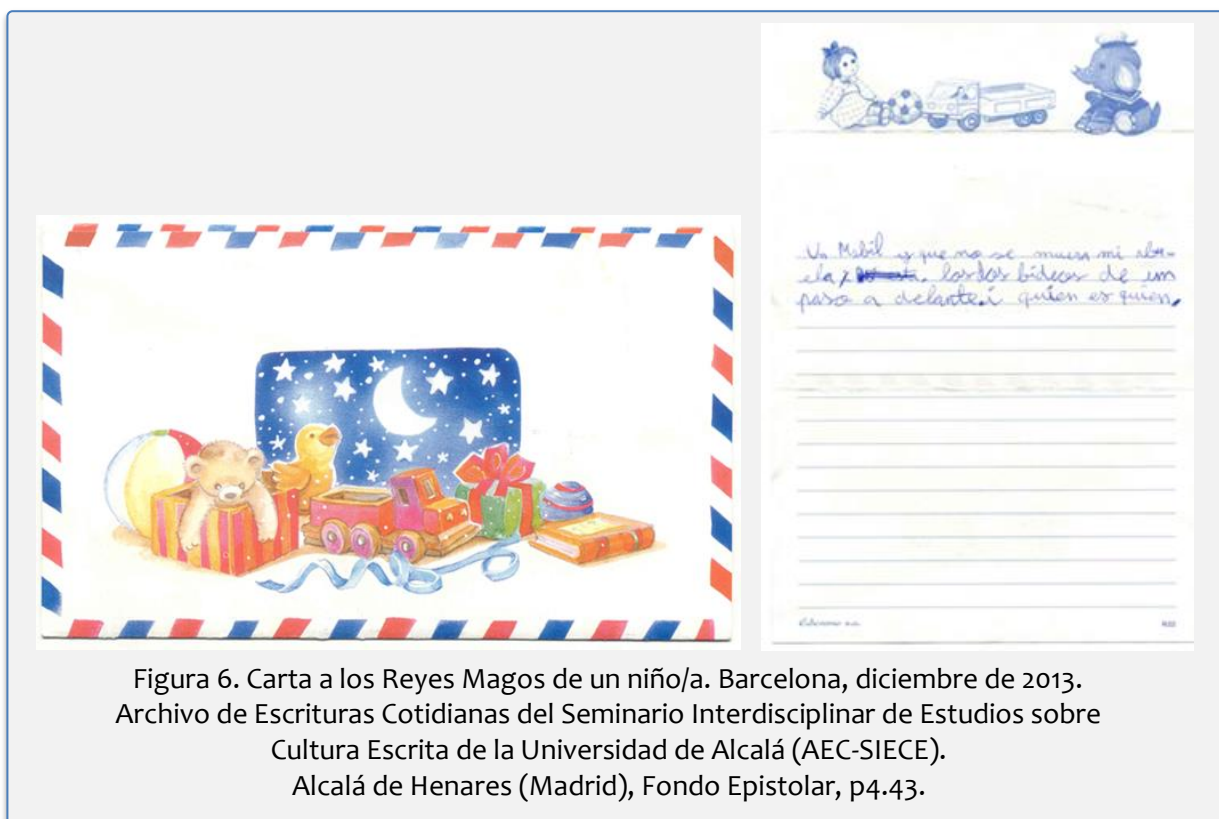 Un Mobil y que no se muera mi abu-
ela y los dos bideos de un
paso a delante i quien es quien.
Figura 6. Carta a los Reyes Magos de un niño/a. Barcelona, diciembre de 2013.
Archivo de Escrituras Cotidianas del Seminario Interdisciplinar de Estudios sobre
Cultura Escrita de la Universidad de Alcalá (AEC-SIECE).
Alcalá de Henares (Madrid), Fondo Epistolar, p4.43.